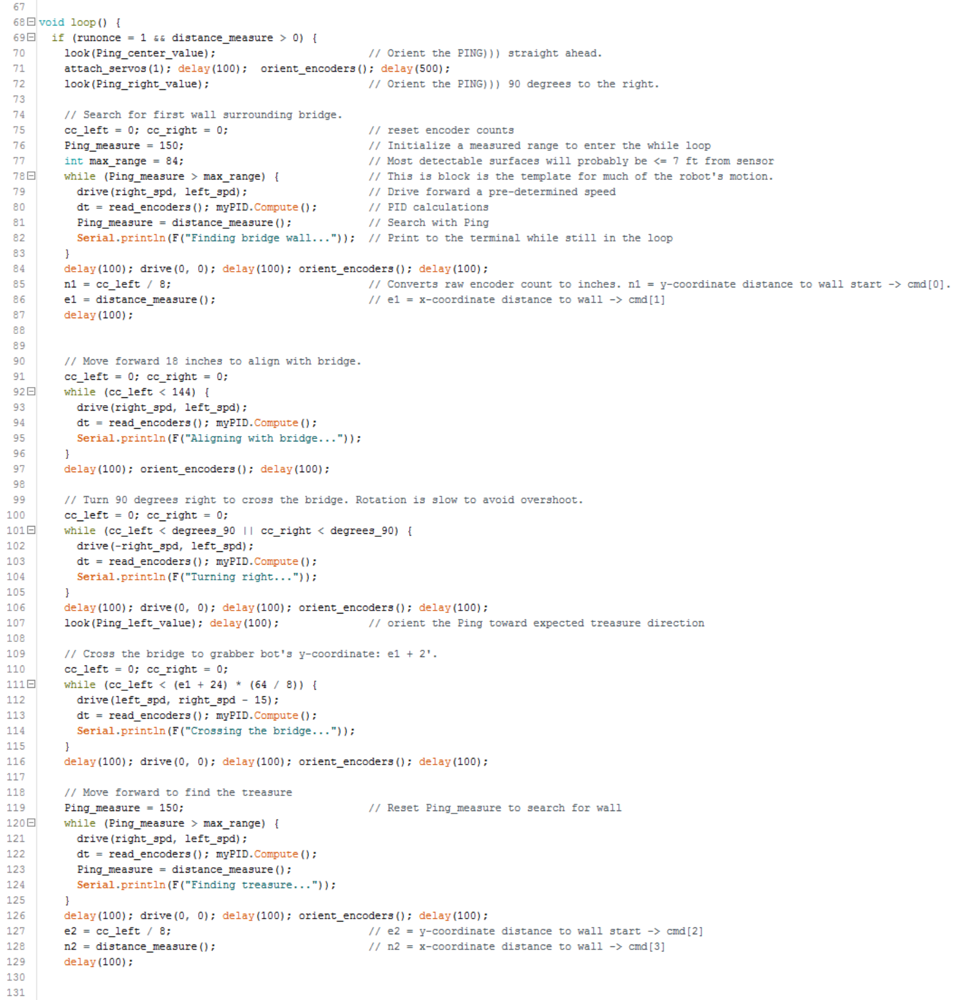 67
68 void loop() {
69   if (runonce = 1 && distance_measure > 0) {
70     look(Ping_center_value);                        // Orient the PING))) straight ahead.
71     attach_servos(1); delay(100);  orient_encoders(); delay(500);
72     look(Ping_right_value);                         // Orient the PING))) 90 degrees to the right.
73
74     // Search for first wall surrounding bridge.
75     cc_left = 0; cc_right = 0;                      // reset encoder counts
76     Ping_measure = 150;                             // Initialize a measured range to enter the while loop
77     int max_range = 84;                             // Most detectable surfaces will probably be <= 7 ft from sensor
78     while (Ping_measure > max_range) {              // This is block is the template for much of the robot's motion.
79       drive(right_spd, left_spd);                   // Drive forward a pre-determined speed
80       dt = read_encoders(); myPID.Compute();        // PID calculations
81       Ping_measure = distance_measure();            // Search with Ping
82       Serial.println(F("Finding bridge wall..."));  // Print to the terminal while still in the loop
83     }
84     delay(100); drive(0, 0); delay(100); orient_encoders(); delay(100);
85     n1 = cc_left / 8;                               // Converts raw encoder count to inches. n1 = y-coordinate distance to wall start -> cmd[0].
86     e1 = distance_measure();                        // e1 = x-coordinate distance to wall -> cmd[1]
87     delay(100);
88
89
90     // Move forward 18 inches to align with bridge.
91     cc_left = 0; cc_right = 0;
92     while (cc_left < 144) {
93       drive(right_spd, left_spd);
94       dt = read_encoders(); myPID.Compute();
95       Serial.println(F("Aligning with bridge..."));
96     }
97     delay(100); orient_encoders(); delay(100);
98
99     // Turn 90 degrees right to cross the bridge. Rotation is slow to avoid overshoot.
100     cc_left = 0; cc_right = 0;
101     while (cc_left < degrees_90 || cc_right < degrees_90) {
102       drive(-right_spd, left_spd);
103       dt = read_encoders(); myPID.Compute();
104       Serial.println(F("Turning right..."));
105     }
106     delay(100); drive(0, 0); delay(100); orient_encoders(); delay(100);
107     look(Ping_left_value); delay(100);              // orient the Ping toward expected treasure direction
108
109     // Cross the bridge to grabber bot's y-coordinate: e1 + 2'.
110     cc_left = 0; cc_right = 0;
111     while (cc_left < (e1 + 24) * (64 / 8)) {
112       drive(left_spd, right_spd - 15);
113       dt = read_encoders(); myPID.Compute();
114       Serial.println(F("Crossing the bridge..."));
115     }
116     delay(100); drive(0, 0); delay(100); orient_encoders(); delay(100);
117
118     // Move forward to find the treasure
119     Ping_measure = 150;                             // Reset Ping_measure to search for wall
120     while (Ping_measure > max_range) {
121       drive(right_spd, left_spd);
122       dt = read_encoders(); myPID.Compute();
123       Ping_measure = distance_measure();
124       Serial.println(F("Finding treasure..."));
125     }
126     delay(100); drive(0, 0); delay(100); orient_encoders(); delay(100);
127     e2 = cc_left / 8;                               // e2 = y-coordinate distance to wall start -> cmd[2]
128     n2 = distance_measure();                        // n2 = x-coordinate distance to wall -> cmd[3]
129     delay(100);
130
131